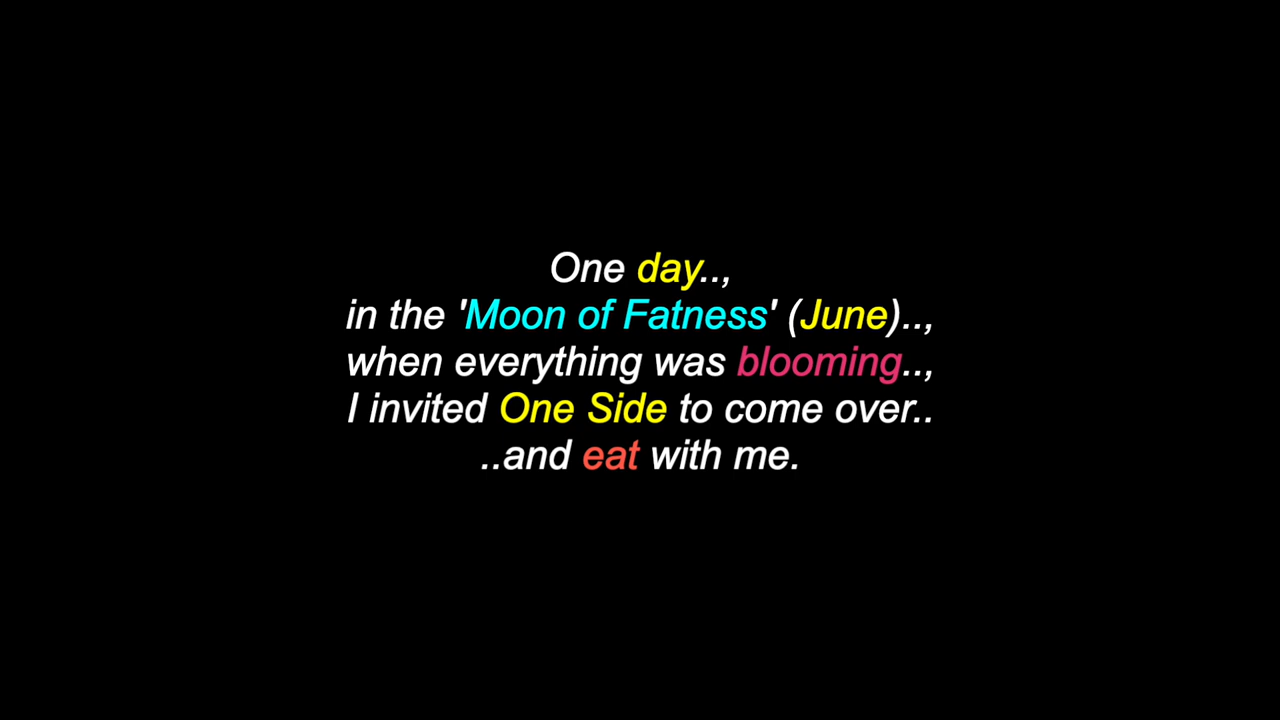 One day..,
in the 'Moon of Fatness' (June)..,
when everything was blooming..,
I invited One Side to come over..
..and eat with me.